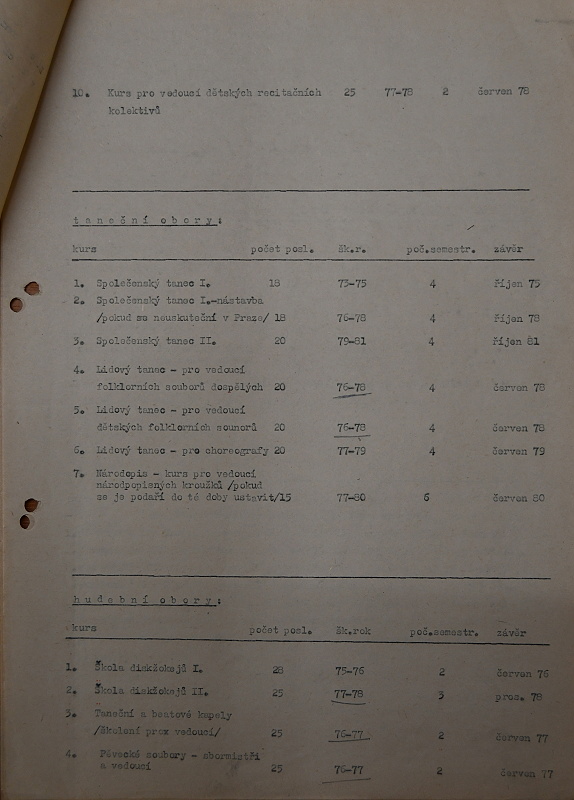 10. Kurs pro vedoucí dětských recitačních 25 77-78 2 červen 78
kolektivů
taneční obory:
kurs počet posl. šk.r. poč.semestr. závěr
1. Společenský tanec I. 18 73-75 4 říjen 75
2. Společenský tanec I.-nástavba
/pokud se neuskuteční v Praze/ 18 76-78 4 říjen 78
3. Společenský tanec II. 20 79-81 4 říjen 81
4. Lidový tanec - pro vedoucí
folklorních souborů dospělých 20 76-78 4 červen 78
5. Lidový tanec - pro vedoucí
dětských folklorních souborů 20 76-78 4 červen 78
6. Lidový tanec - pro choreografy 20 77-79 4 červen 79
7. Národopis - kurs pro vedoucí
národpopisných kroužků /pokud
se je podaří do té doby ustavit/15 77-80 6 červen 80
hudební obory:
kurs počet posl. šk.rok poč.semestr. závěr
1. Škola diskžokejů I. 28 75-76 2 červen 76
2. Škola diskžokejů II. 25 77-78 3 pros. 78
3. Taneční a beatové kapely
/školení prox vedoucí/ 25 76-77 2 červen 77
4. Pěvecké soubory - sbormistři
a vedoucí 25 76-77 2 červen 77